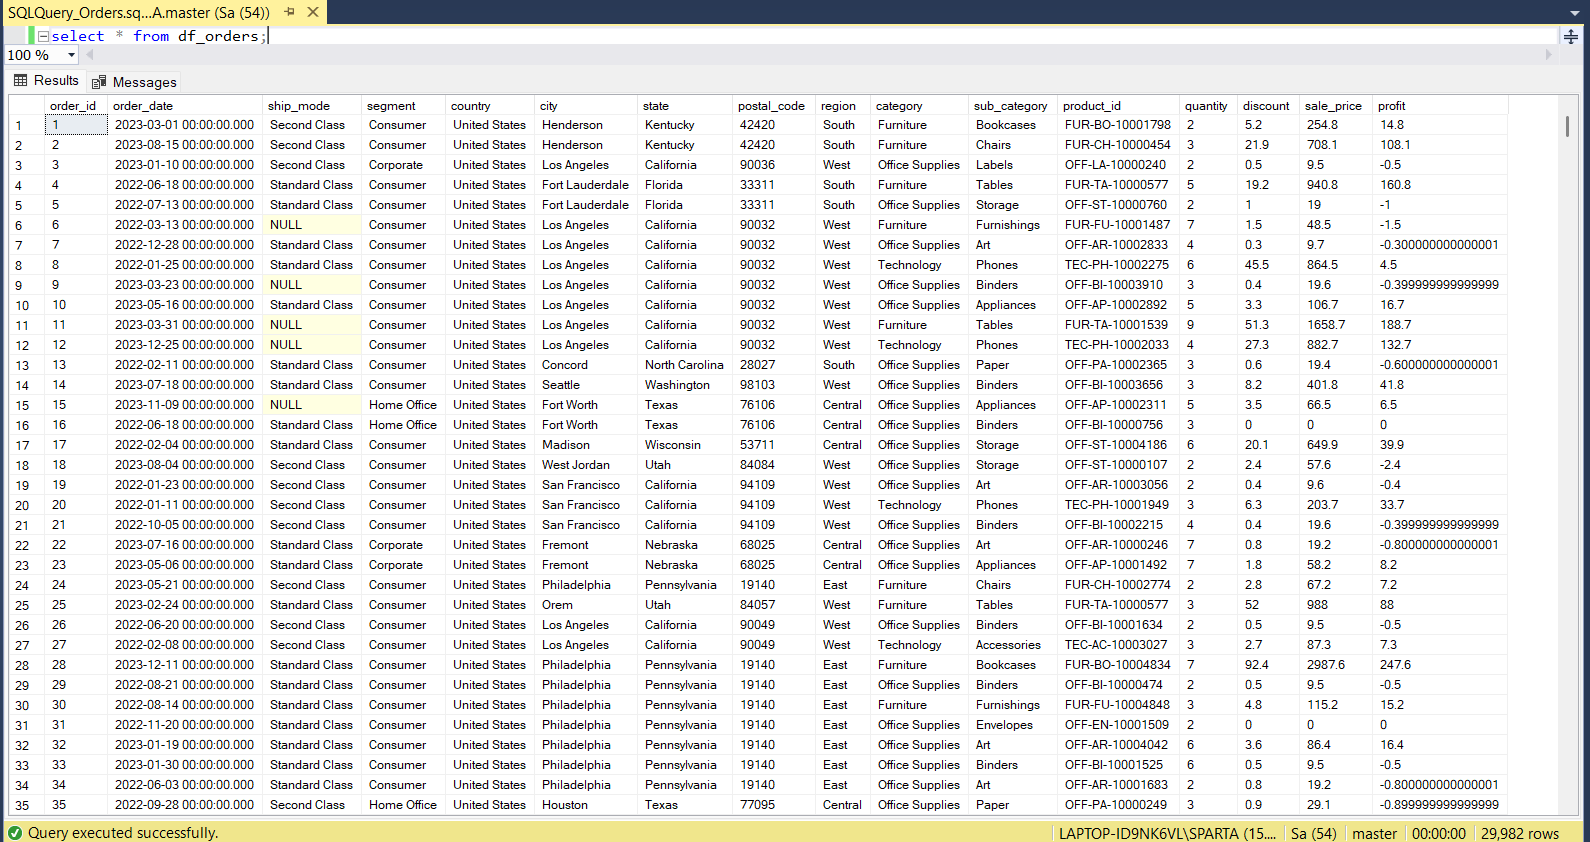 SQLQuery_Orders.sq...A.master (Sa (54))
select * from df_orders;
100 %
Results Messages
order_id order_date ship_mode segment country city state postal_code region category sub_category product_id quantity discount sale_price profit
1 1 2023-03-01 00:00:00.000 Second Class Consumer United States Henderson Kentucky 42420 South Furniture Bookcases FUR-BO-10001798 2 5.2 254.8 14.8
2 2 2023-08-15 00:00:00.000 Second Class Consumer United States Henderson Kentucky 42420 South Furniture Chairs FUR-CH-10000454 3 21.9 708.1 108.1
3 3 2023-01-10 00:00:00.000 Second Class Corporate United States Los Angeles California 90036 West Office Supplies Labels OFF-LA-10000240 2 0.5 9.5 -0.5
4 4 2022-06-18 00:00:00.000 Standard Class Consumer United States Fort Lauderdale Florida 33311 South Furniture Tables FUR-TA-10000577 5 19.2 940.8 160.8
5 5 2022-07-13 00:00:00.000 Standard Class Consumer United States Fort Lauderdale Florida 33311 South Office Supplies Storage OFF-ST-10000760 2 1 19 -1
6 6 2022-03-13 00:00:00.000 NULL Consumer United States Los Angeles California 90032 West Furniture Furnishings FUR-FU-10001487 7 1.5 48.5 -1.5
7 7 2022-12-28 00:00:00.000 Standard Class Consumer United States Los Angeles California 90032 West Office Supplies Art OFF-AR-10002833 4 0.3 9.7 -0.300000000000001
8 8 2022-01-25 00:00:00.000 Standard Class Consumer United States Los Angeles California 90032 West Technology Phones TEC-PH-10002275 6 45.5 864.5 4.5
9 9 2023-03-23 00:00:00.000 NULL Consumer United States Los Angeles California 90032 West Office Supplies Binders OFF-BI-10003910 3 0.4 19.6 -0.399999999999999
10 10 2023-05-16 00:00:00.000 Standard Class Consumer United States Los Angeles California 90032 West Office Supplies Appliances OFF-AP-10002892 5 3.3 106.7 16.7
11 11 2023-03-31 00:00:00.000 NULL Consumer United States Los Angeles California 90032 West Furniture Tables FUR-TA-10001539 9 51.3 1658.7 188.7
12 12 2023-12-25 00:00:00.000 NULL Consumer United States Los Angeles California 90032 West Technology Phones TEC-PH-10002033 4 27.3 882.7 132.7
13 13 2022-02-11 00:00:00.000 Standard Class Consumer United States Concord North Carolina 28027 South Office Supplies Paper OFF-PA-10002365 3 0.6 19.4 -0.600000000000001
14 14 2023-07-18 00:00:00.000 Standard Class Consumer United States Seattle Washington 98103 West Office Supplies Binders OFF-BI-10003656 3 8.2 401.8 41.8
15 15 2023-11-09 00:00:00.000 NULL Home Office United States Fort Worth Texas 76106 Central Office Supplies Appliances OFF-AP-10002311 5 3.5 66.5 6.5
16 16 2022-06-18 00:00:00.000 Standard Class Home Office United States Fort Worth Texas 76106 Central Office Supplies Binders OFF-BI-10000756 3 0 0 0
17 17 2022-02-04 00:00:00.000 Standard Class Consumer United States Madison Wisconsin 53711 Central Office Supplies Storage OFF-ST-10004186 6 20.1 649.9 39.9
18 18 2023-08-04 00:00:00.000 Second Class Consumer United States West Jordan Utah 84084 West Office Supplies Storage OFF-ST-10000107 2 2.4 57.6 -2.4
19 19 2022-01-23 00:00:00.000 Second Class Consumer United States San Francisco California 94109 West Office Supplies Art OFF-AR-10003056 2 0.4 9.6 -0.4
20 20 2022-01-11 00:00:00.000 Second Class Consumer United States San Francisco California 94109 West Technology Phones TEC-PH-10001949 3 6.3 203.7 33.7
21 21 2022-10-05 00:00:00.000 Second Class Consumer United States San Francisco California 94109 West Office Supplies Binders OFF-BI-10002215 4 0.4 19.6 -0.399999999999999
22 22 2023-07-16 00:00:00.000 Standard Class Corporate United States Fremont Nebraska 68025 Central Office Supplies Art OFF-AR-10000246 7 0.8 19.2 -0.800000000000001
23 23 2023-05-06 00:00:00.000 Standard Class Corporate United States Fremont Nebraska 68025 Central Office Supplies Appliances OFF-AP-10001492 7 1.8 58.2 8.2
24 24 2023-05-21 00:00:00.000 Second Class Consumer United States Philadelphia Pennsylvania 19140 East Furniture Chairs FUR-CH-10002774 2 2.8 67.2 7.2
25 25 2023-02-24 00:00:00.000 Standard Class Consumer United States Orem Utah 84057 West Furniture Tables FUR-TA-10000577 3 52 988 88
26 26 2022-06-20 00:00:00.000 Second Class Consumer United States Los Angeles California 90049 West Office Supplies Binders OFF-BI-10001634 2 0.5 9.5 -0.5
27 27 2022-02-08 00:00:00.000 Second Class Consumer United States Los Angeles California 90049 West Technology Accessories TEC-AC-10003027 3 2.7 87.3 7.3
28 28 2023-12-11 00:00:00.000 Standard Class Consumer United States Philadelphia Pennsylvania 19140 East Furniture Bookcases FUR-BO-10004834 7 92.4 2987.6 247.6
29 29 2022-08-21 00:00:00.000 Standard Class Consumer United States Philadelphia Pennsylvania 19140 East Office Supplies Binders OFF-BI-10000474 2 0.5 9.5 -0.5
30 30 2022-08-14 00:00:00.000 Standard Class Consumer United States Philadelphia Pennsylvania 19140 East Furniture Furnishings FUR-FU-10004848 3 4.8 115.2 15.2
31 31 2022-11-20 00:00:00.000 Standard Class Consumer United States Philadelphia Pennsylvania 19140 East Office Supplies Envelopes OFF-EN-10001509 2 0 0 0
32 32 2023-01-19 00:00:00.000 Standard Class Consumer United States Philadelphia Pennsylvania 19140 East Office Supplies Art OFF-AR-10004042 6 3.6 86.4 16.4
33 33 2023-01-30 00:00:00.000 Standard Class Consumer United States Philadelphia Pennsylvania 19140 East Office Supplies Binders OFF-BI-10001525 6 0.5 9.5 -0.5
34 34 2022-06-03 00:00:00.000 Standard Class Consumer United States Philadelphia Pennsylvania 19140 East Office Supplies Art OFF-AR-10001683 2 0.8 19.2 -0.800000000000001
35 35 2022-09-28 00:00:00.000 Second Class Home Office United States Houston Texas 77095 Central Office Supplies Paper OFF-PA-10000249 3 0.9 29.1 -0.899999999999999
Query executed successfully. LAPTOP-ID9NK6VL\SPARTA (15.... Sa (54) master 00:00:00 29,982 rows